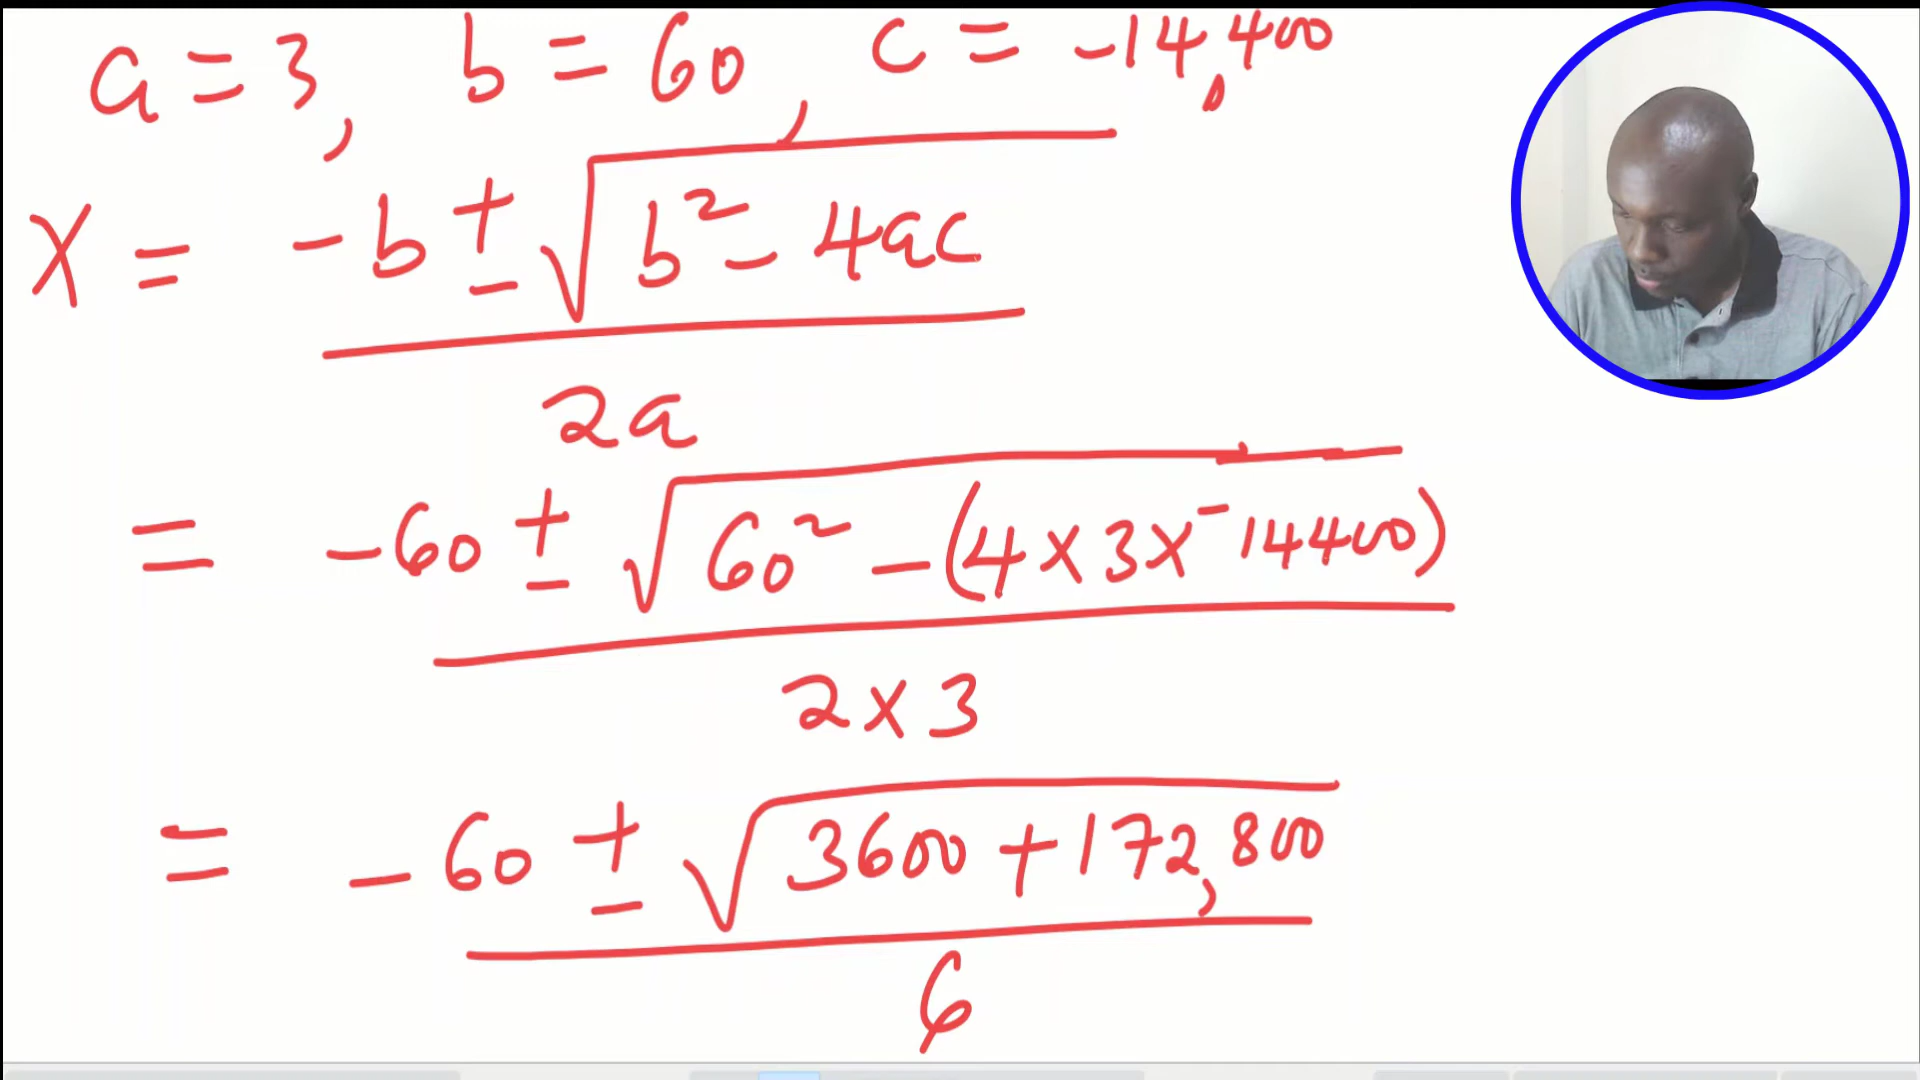 a = 3, b = 60, c = -14,400
X = -b ± √(b² - 4ac)
2a
= -60 ± √(60² - (4 x 3 x ⁻14400))
2 x 3
= -60 ± √(3600 + 172,800)
6